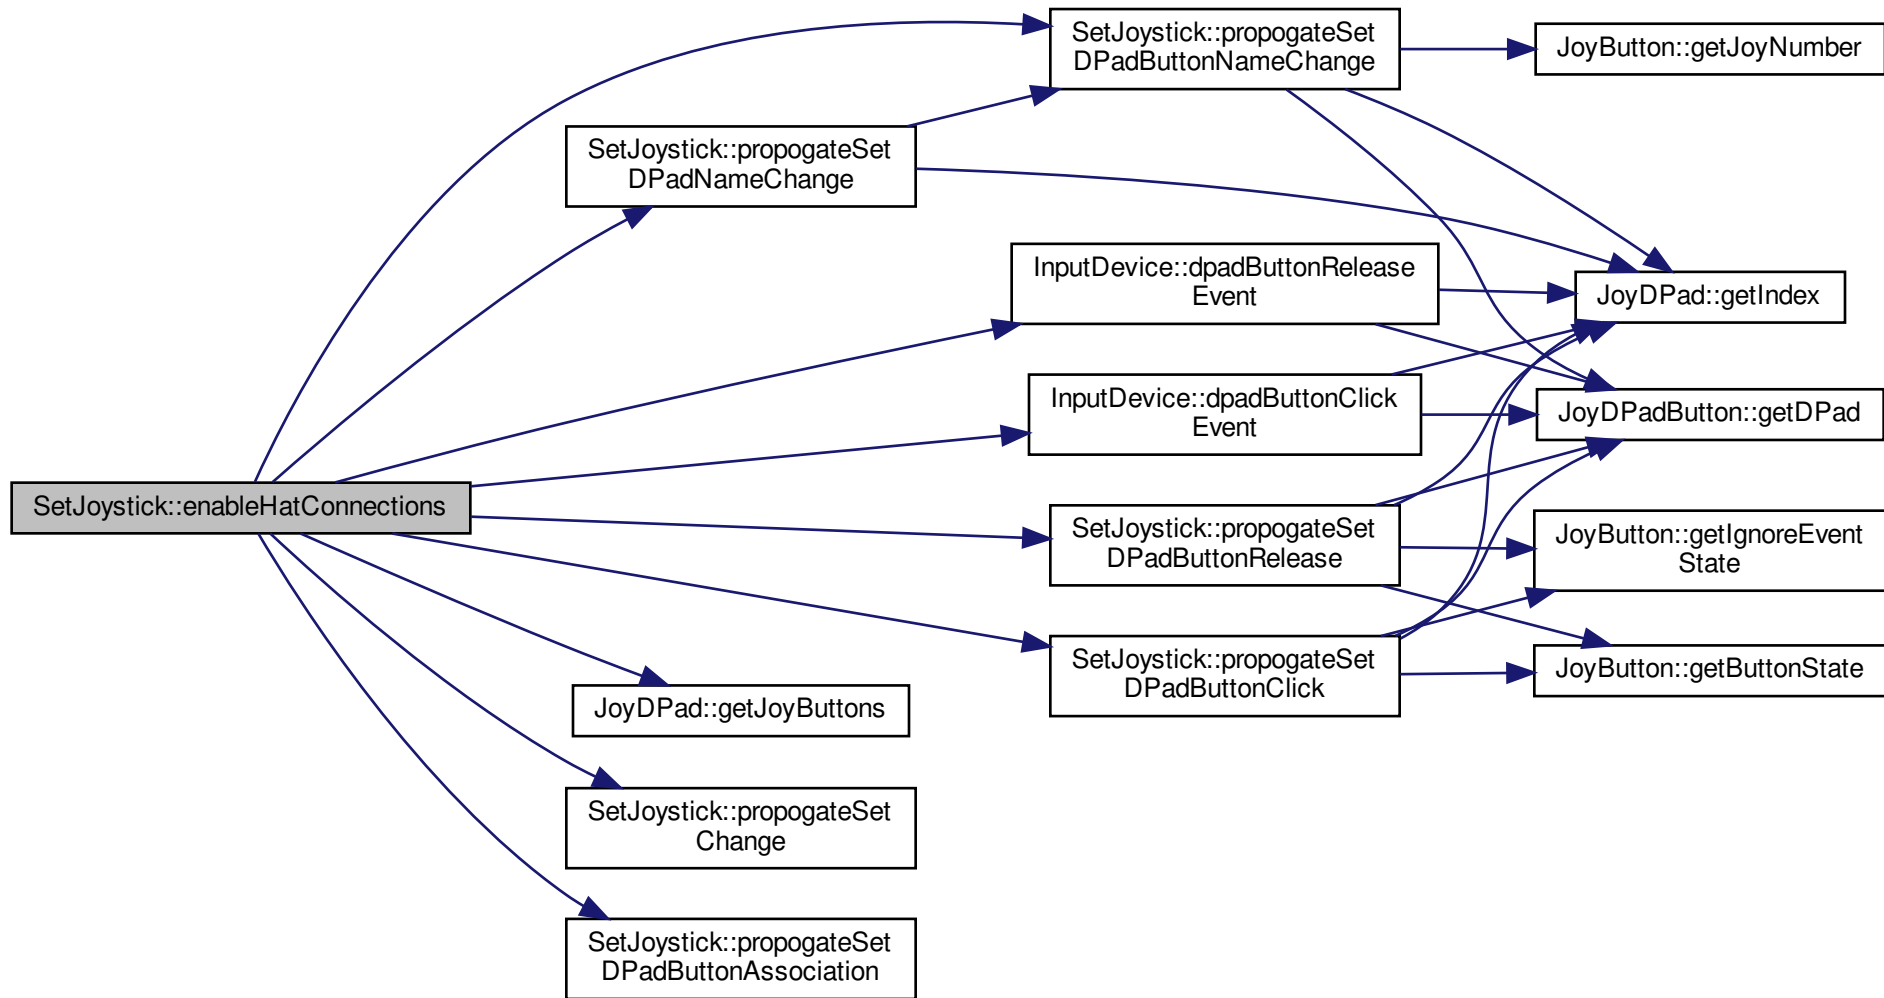 SetJoystick::propogateSet
DPadButtonNameChange
JoyButton::getJoyNumber
SetJoystick::propogateSet
DPadNameChange
InputDevice::dpadButtonRelease
Event
JoyDPad::getIndex
InputDevice::dpadButtonClick
Event
JoyDPadButton::getDPad
SetJoystick::enableHatConnections
SetJoystick::propogateSet
DPadButtonRelease
JoyButton::getIgnoreEvent
State
SetJoystick::propogateSet
DPadButtonClick
JoyButton::getButtonState
JoyDPad::getJoyButtons
SetJoystick::propogateSet
Change
SetJoystick::propogateSet
DPadButtonAssociation